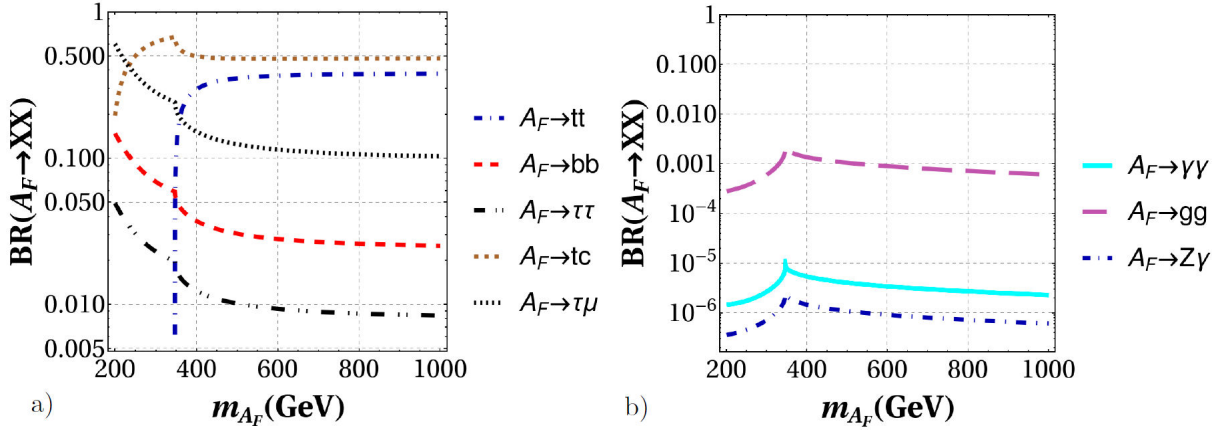 BR(A_F→XX)
1
0.500
0.100
0.050
0.010
0.005
200 400 600 800 1000
m_{A_F}(GeV)
a)
A_F→tt
A_F→bb
A_F→ττ
A_F→tc
A_F→τμ
BR(A_F→XX)
1
0.100
0.010
0.001
10^{-4}
10^{-5}
10^{-6}
200 400 600 800 1000
m_{A_F}(GeV)
b)
A_F→γγ
A_F→gg
A_F→Zγ